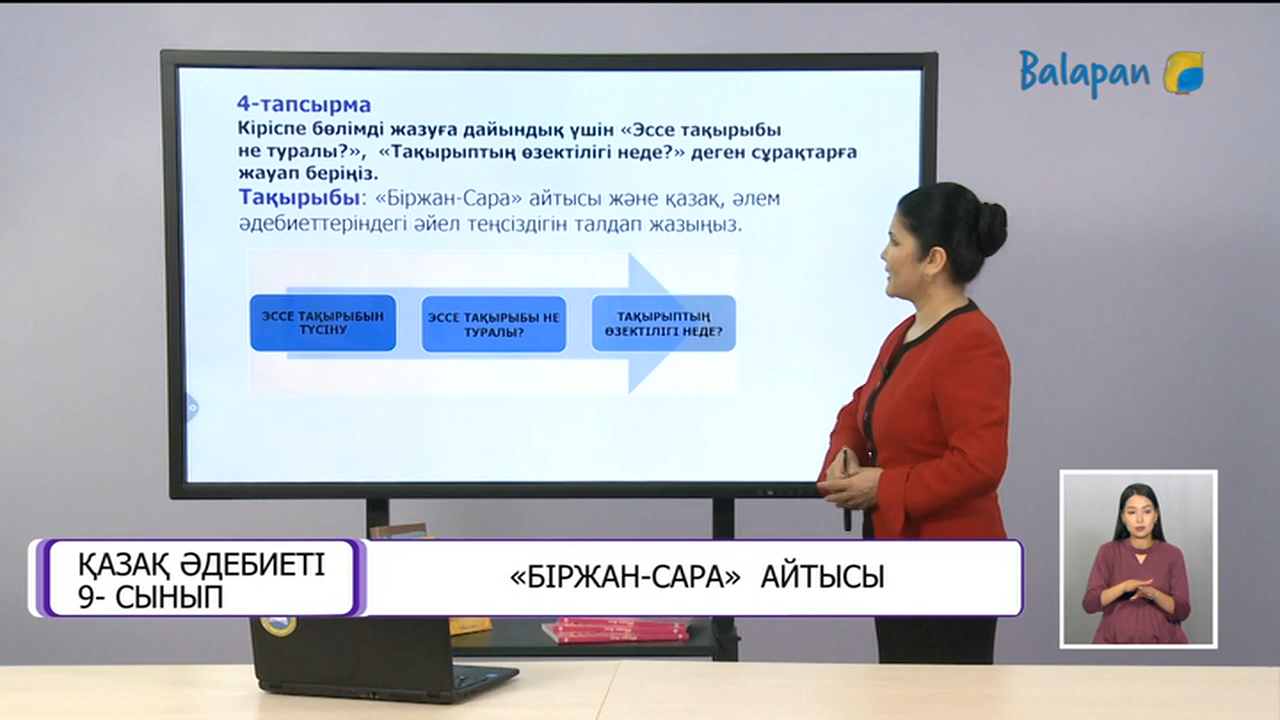 Balapan
4-тапсырма
Кіріспе бөлімді жазуға дайындық үшін «Эссе тақырыбы
не туралы?», «Тақырыптың өзектілігі неде?» деген сұрақтарға
жауап беріңіз.
Тақырыбы: «Біржан-Сара» айтысы және қазақ, әлем
әдебиеттеріндегі әйел теңсіздігін талдап жазыңыз.
ЭССЕ ТАҚЫРЫБЫН
ТҮСІНУ
ЭССЕ ТАҚЫРЫБЫ НЕ
ТУРАЛЫ?
ТАҚЫРЫПТЫҢ
ӨЗЕКТІЛІГІ НЕДЕ?
ҚАЗАҚ ӘДЕБИЕТІ
9- СЫНЫП
«БІРЖАН-САРА» АЙТЫСЫ